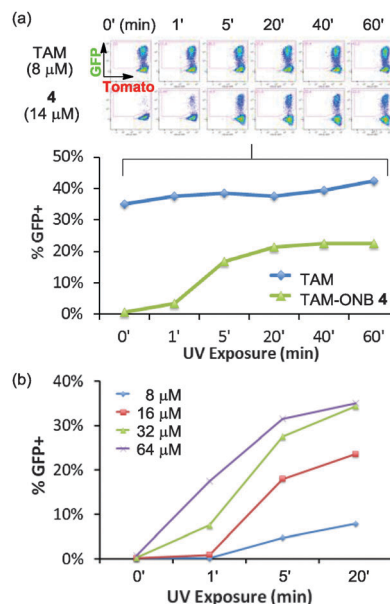 (a) 0' (min) 1' 5' 20' 40' 60'
TAM
(8 µM)
GFP
Tomato
4
(14 µM)
50%
40%
30%
20%
10%
0%
% GFP+
TAM
TAM-ONB 4
0' 1' 5' 20' 40' 60'
UV Exposure (min)
(b)
40%
30%
20%
10%
0%
% GFP+
8 µM
16 µM
32 µM
64 µM
0' 1' 5' 20'
UV Exposure (min)